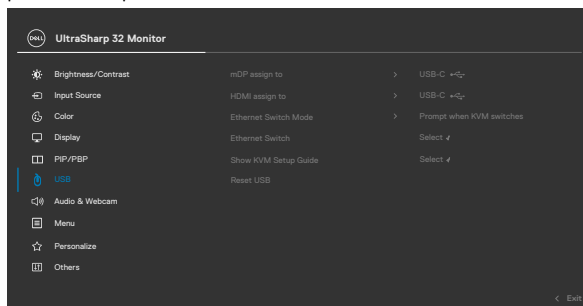 DELL UltraSharp 32 Monitor
Brightness/Contrast mDP assign to > USB-C
Input Source HDMI assign to > USB-C
Color Ethernet Switch Mode > Prompt when KVM switches
Display Ethernet Switch Select ✓
PIP/PBP Show KVM Setup Guide Select ✓
USB Reset USB
Audio & Webcam
Menu
Personalize
Others
< Exit